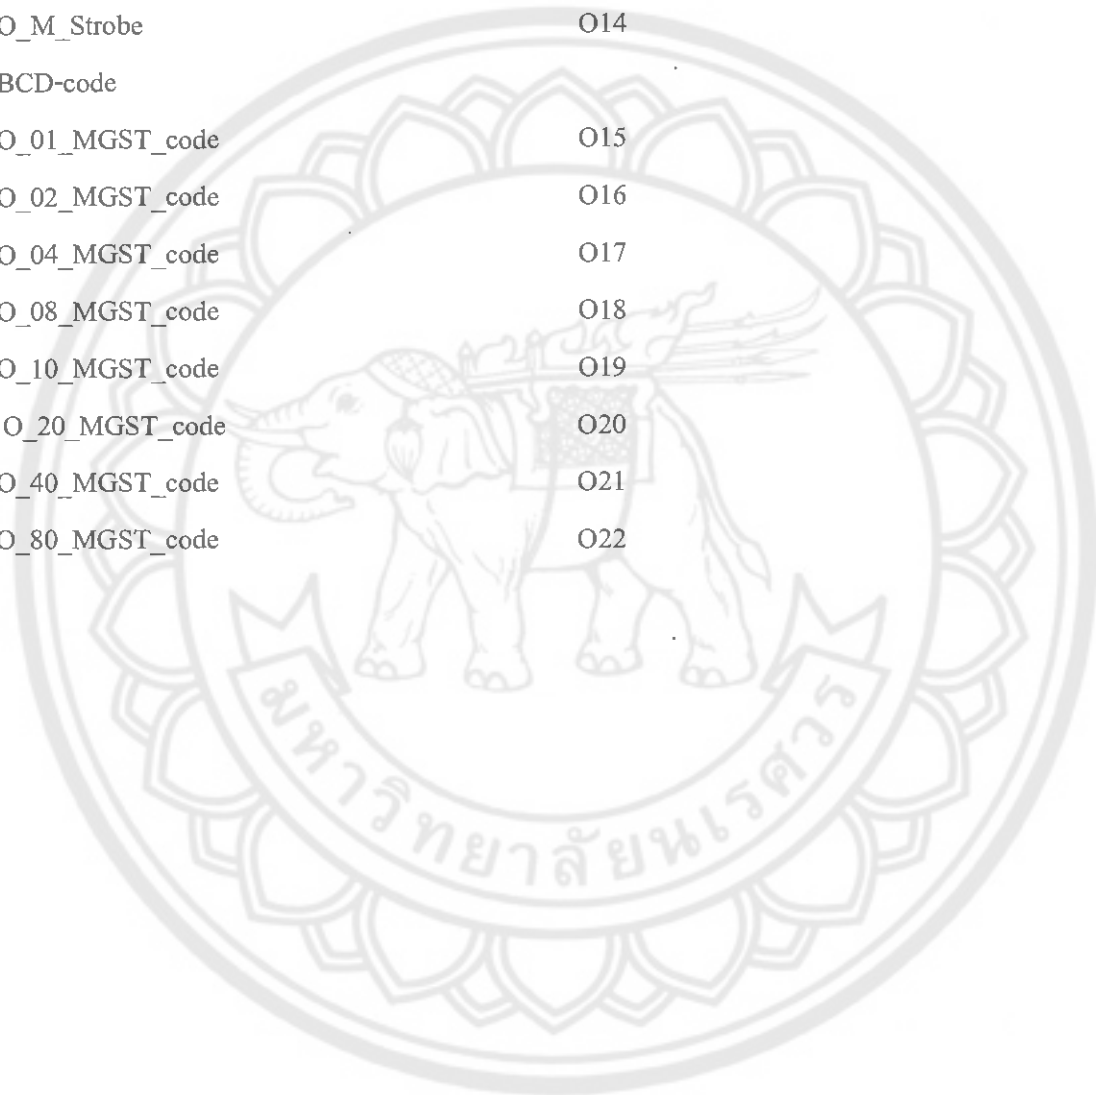 O_M_Strobe O14
BCD-code
O_01_MGST_code O15
O_02_MGST_code O16
O_04_MGST_code O17
O_08_MGST_code O18
O_10_MGST_code O19
O_20_MGST_code O20
O_40_MGST_code O21
O_80_MGST_code O22
มหาวิทยาลัยนเรศวร